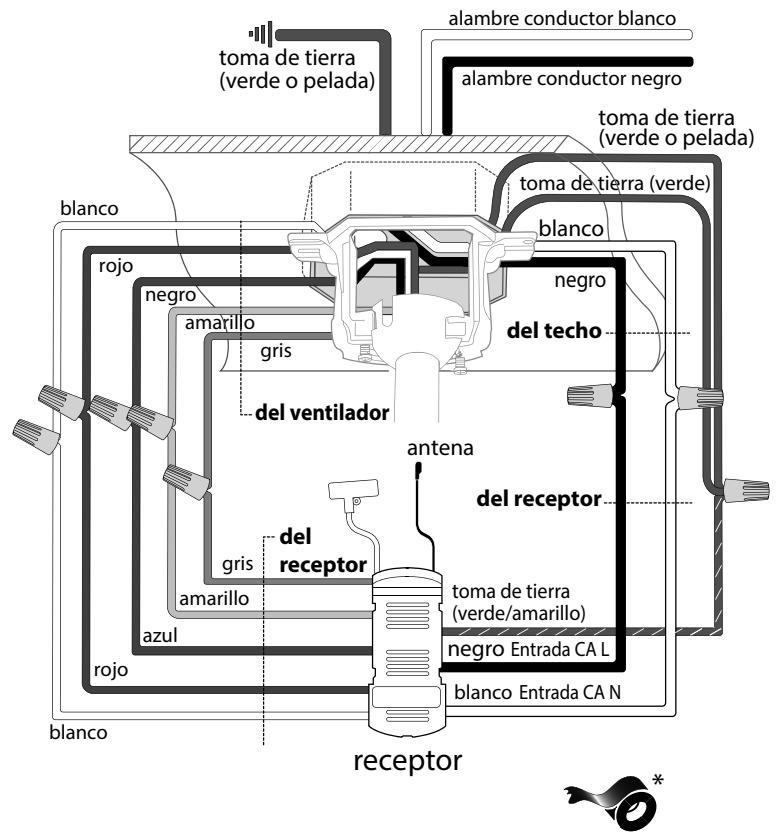 alambre conductor blanco
toma de tierra
(verde o pelada)
alambre conductor negro
toma de tierra
(verde o pelada)
toma de tierra (verde)
blanco
blanco
rojo
negro
negro
amarillo
gris
del techo
del ventilador
antena
del receptor
del
receptor
gris
amarillo
toma de tierra
(verde/amarillo)
azul
negro Entrada CA L
rojo
blanco Entrada CA N
blanco
receptor
*